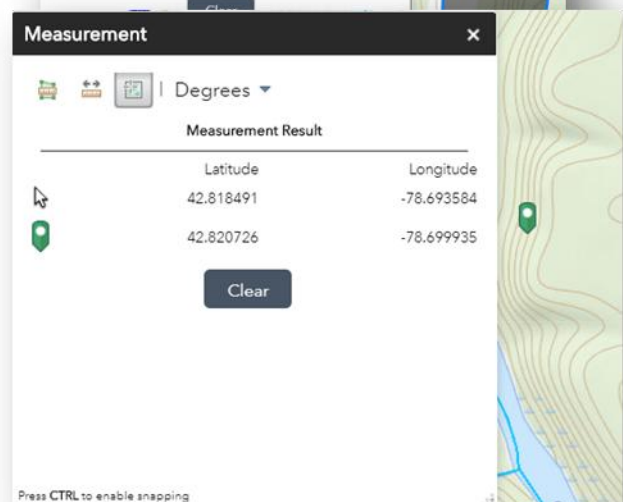 Clear
Measurement ×
| Degrees
Measurement Result
Latitude Longitude
42.818491 -78.693584
42.820726 -78.699935
Clear
Press CTRL to enable snapping